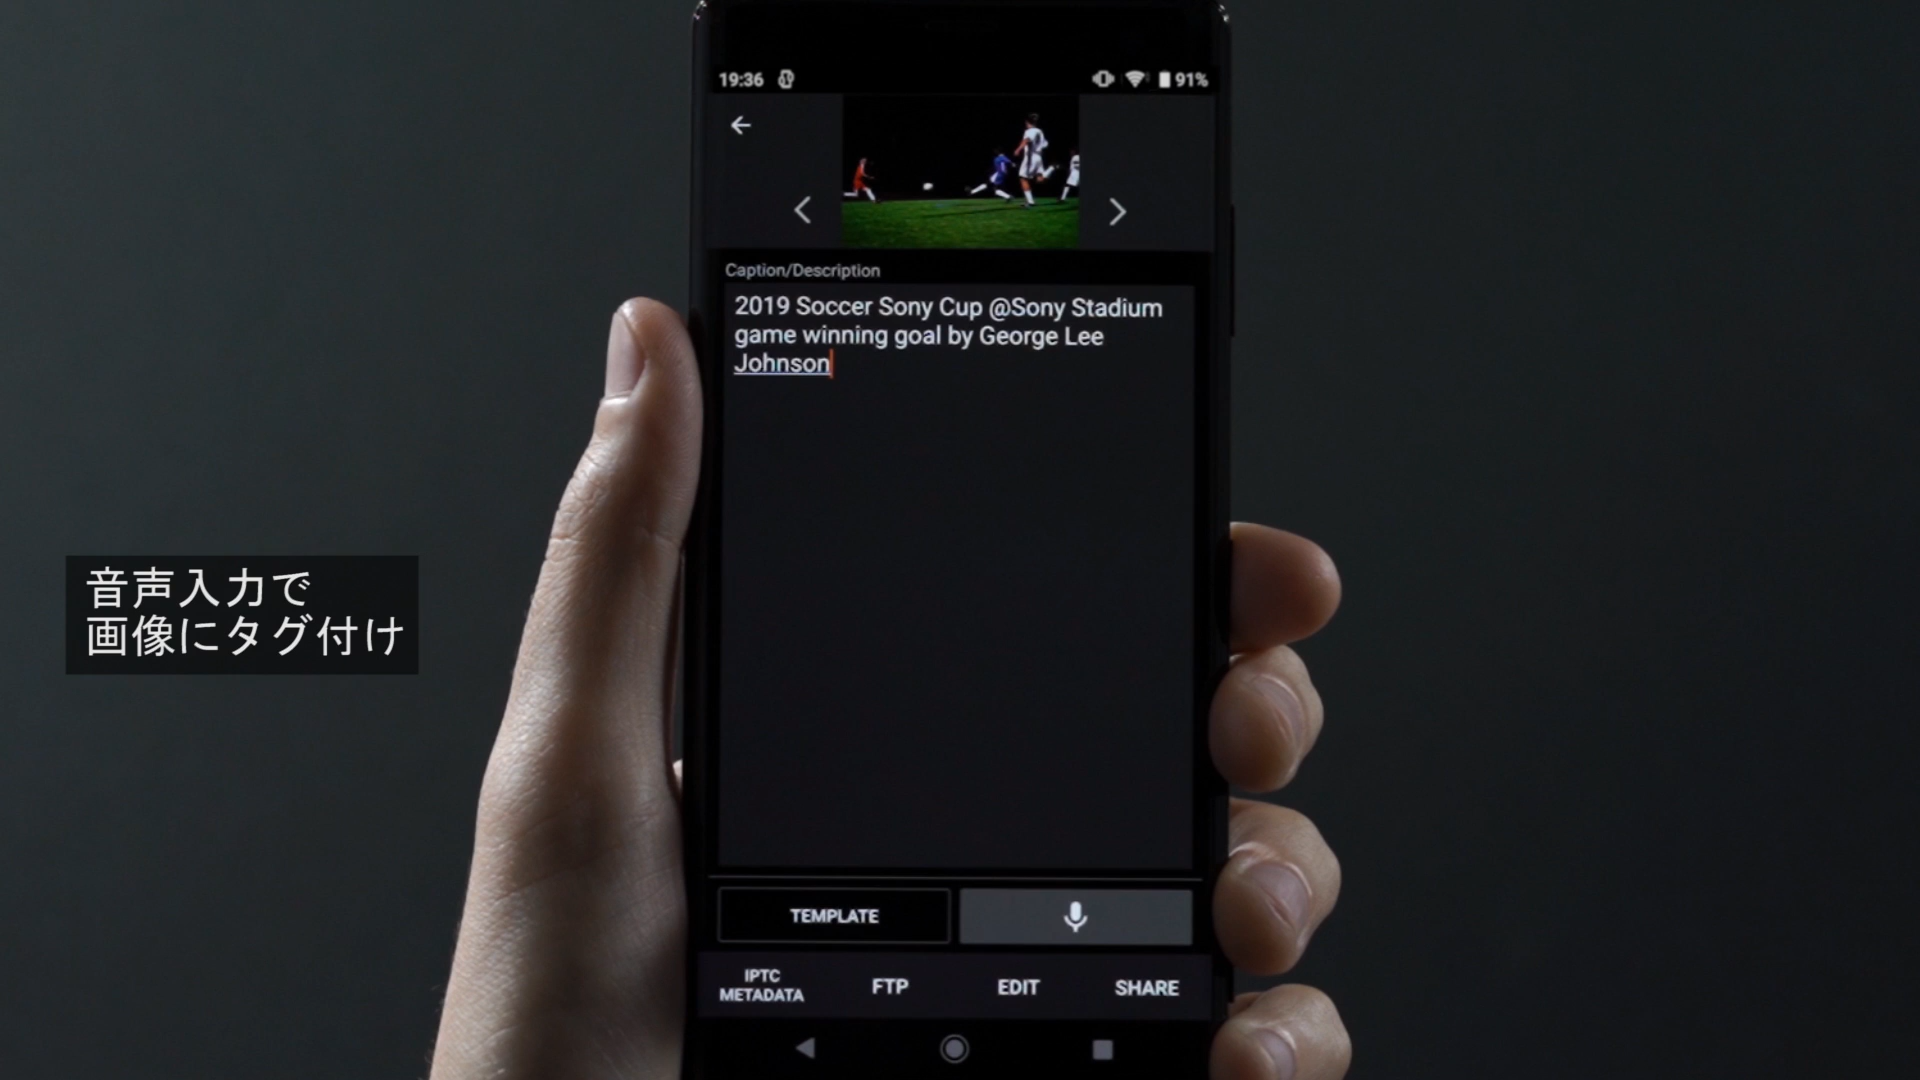 19:36
91%
Caption/Description
2019 Soccer Sony Cup @Sony Stadium
game winning goal by George Lee
Johnson
音声入力で
画像にタグ付け
TEMPLATE
IPTC
METADATA
FTP
EDIT
SHARE